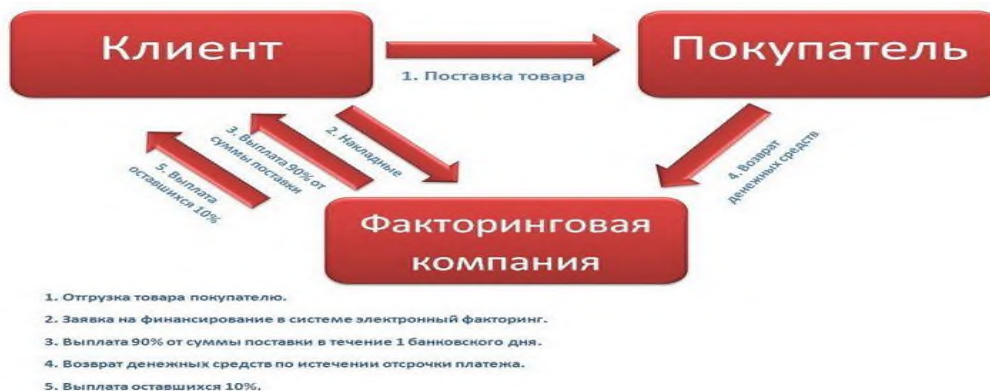 Клиент
Покупатель
1. Поставка товара
2. Накладные
3. Выплата 90% от
суммы поставки
5. Выплата
оставшихся 10%
4. Возврат
денежных средств
Факторинговая
компания
1. Отгрузка товара покупателю.
2. Заявка на финансирование в системе электронный факторинг.
3. Выплата 90% от суммы поставки в течение 1 банковского дня.
4. Возврат денежных средств по истечении отсрочки платежа.
5. Выплата оставшихся 10%.